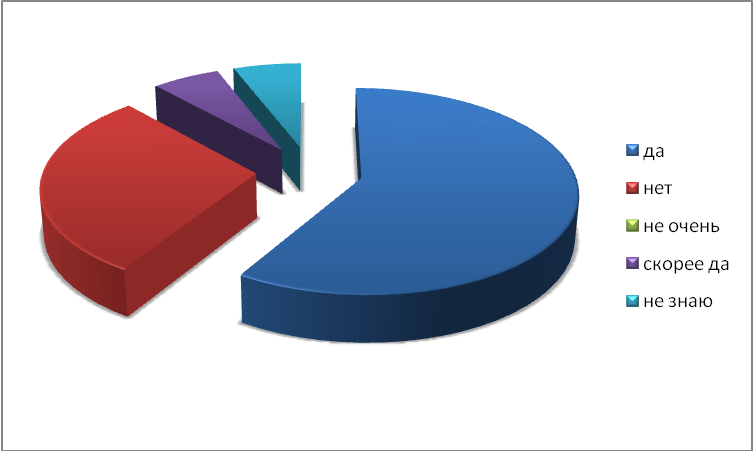 да
нет
не очень
скорее да
не знаю